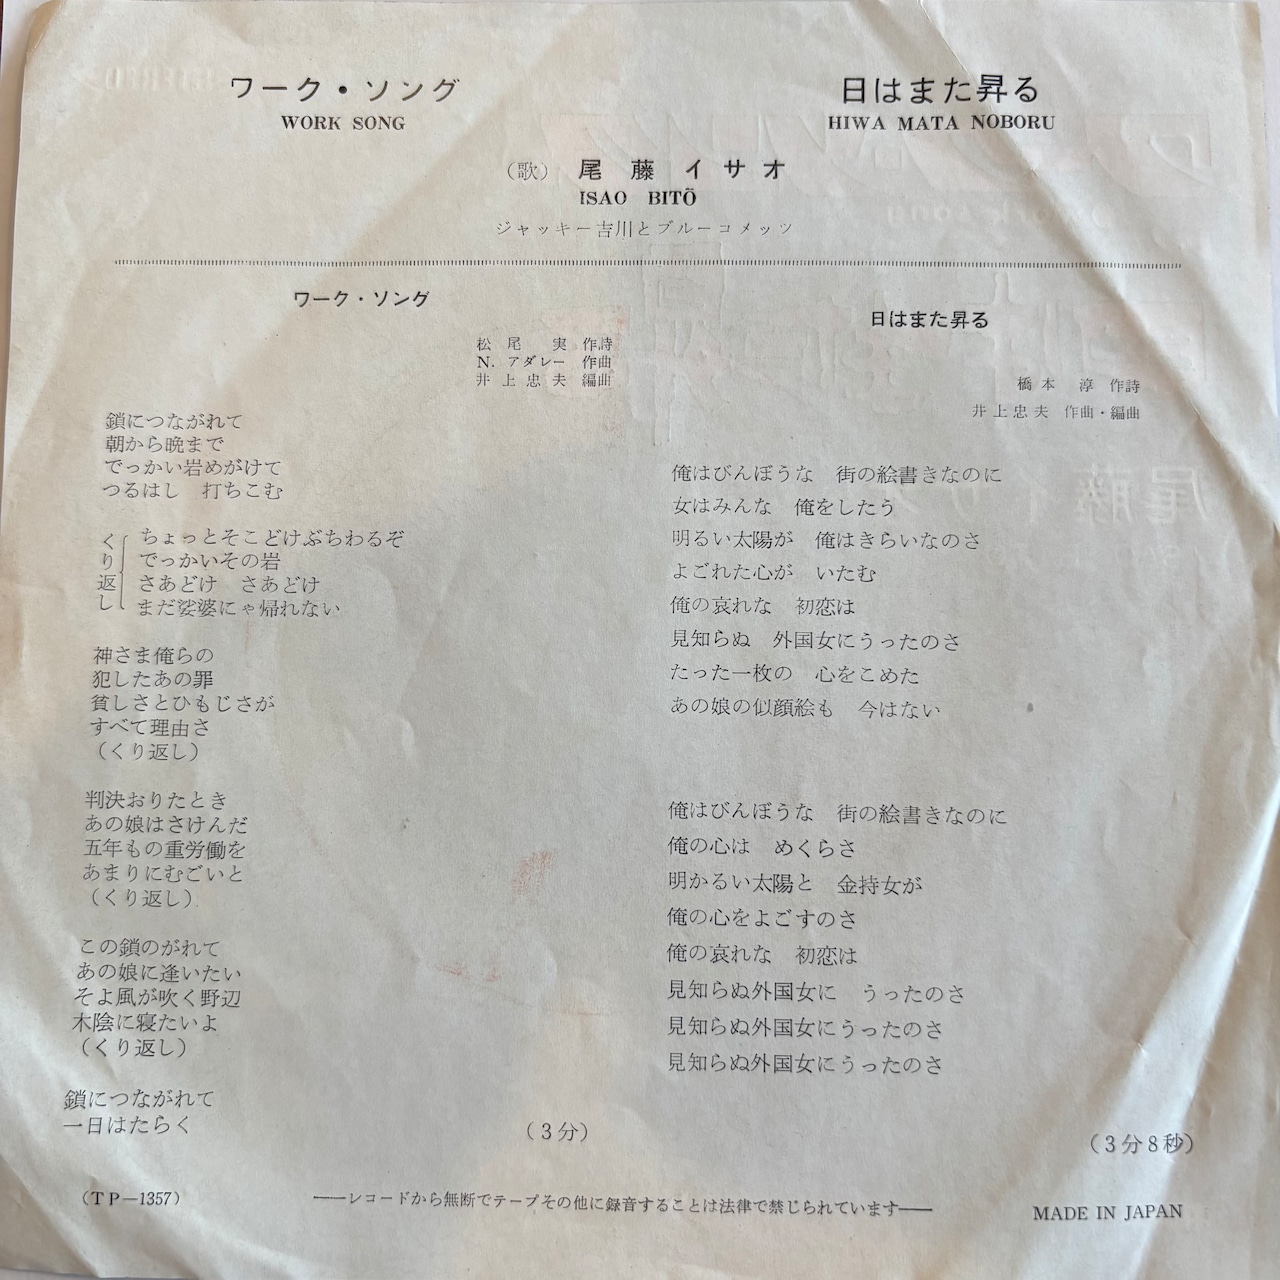 ワーク・ソング
WORK SONG
日はまた昇る
HIWA MATA NOBORU
（歌） 尾藤イサオ
ISAO BITŌ
ジャッキー吉川とブルーコメッツ
ワーク・ソング
松尾 実 作詩
N. アダレー 作曲
井上忠夫 編曲
鎖につながれて
朝から晩まで
でっかい岩めがけて
つるはし 打ちこむ
くり返し
ちょっとそこどけぶちわるぞ
でっかいその岩
さあどけ さあどけ
まだ娑婆にゃ帰れない
神さま俺らの
犯したあの罪
貧しさとひもじさが
すべて理由さ
（くり返し）
判決おりたとき
あの娘はさけんだ
五年もの重労働を
あまりにむごいと
（くり返し）
この鎖のがれて
あの娘に逢いたい
そよ風が吹く野辺
木陰に寝たいよ
（くり返し）
鎖につながれて
一日はたらく
（3分）
日はまた昇る
橋本 淳 作詩
井上忠夫 作曲・編曲
俺はびんぼうな 街の絵書きなのに
女はみんな 俺をしたう
明るい太陽が 俺はきらいなのさ
よごれた心が いたむ
俺の哀れな 初恋は
見知らぬ 外国女にうったのさ
たった一枚の 心をこめた
あの娘の似顔絵も 今はない
俺はびんぼうな 街の絵書きなのに
俺の心は めくらさ
明かるい太陽と 金持女が
俺の心をよごすのさ
俺の哀れな 初恋は
見知らぬ外国女に うったのさ
見知らぬ外国女にうったのさ
見知らぬ外国女にうったのさ
（3分8秒）
（TP－1357）
──レコードから無断でテープその他に録音することは法律で禁じられています──
MADE IN JAPAN